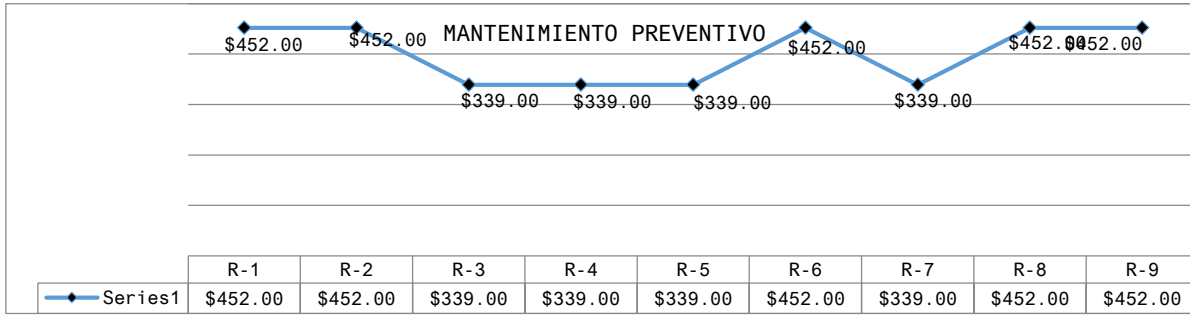 MANTENIMIENTO PREVENTIVO
$452.00 $452.00 $452.00 $452.00 $452.00
$339.00 $339.00 $339.00 $339.00
R-1 R-2 R-3 R-4 R-5 R-6 R-7 R-8 R-9
Series1 $452.00 $452.00 $339.00 $339.00 $339.00 $452.00 $339.00 $452.00 $452.00